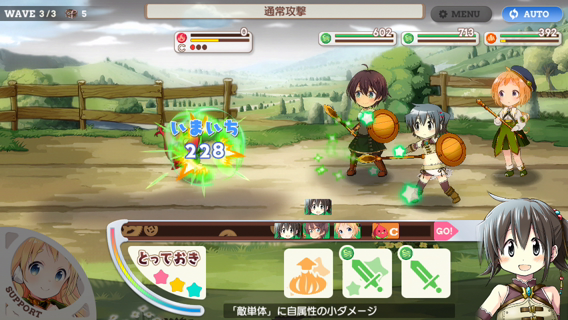 WAVE 3/3 5
通常攻撃
MENU
AUTO
C 0
602
713
392
いまいち
228
C GO!
とっておき
SUPPORT
「敵単体」に自属性の小ダメージ